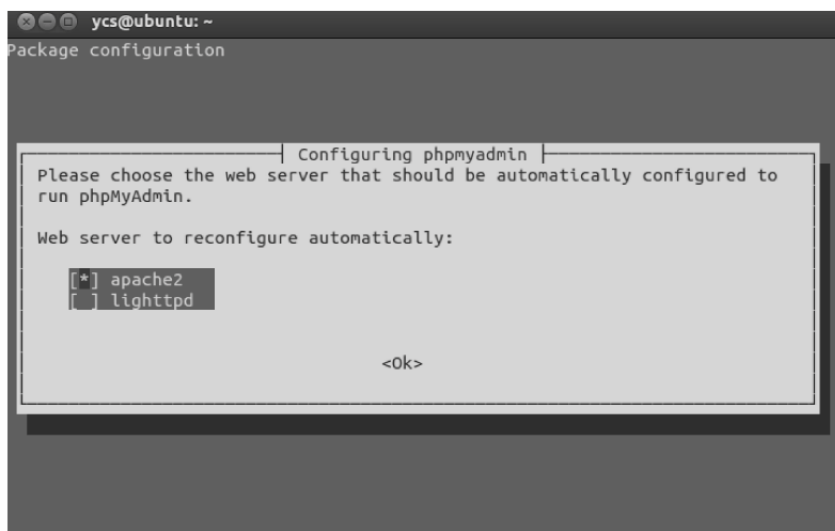 ycs@ubuntu: ~
Package configuration
Configuring phpmyadmin
Please choose the web server that should be automatically configured to
run phpMyAdmin.
Web server to reconfigure automatically:
[*] apache2
[ ] lighttpd
<Ok>